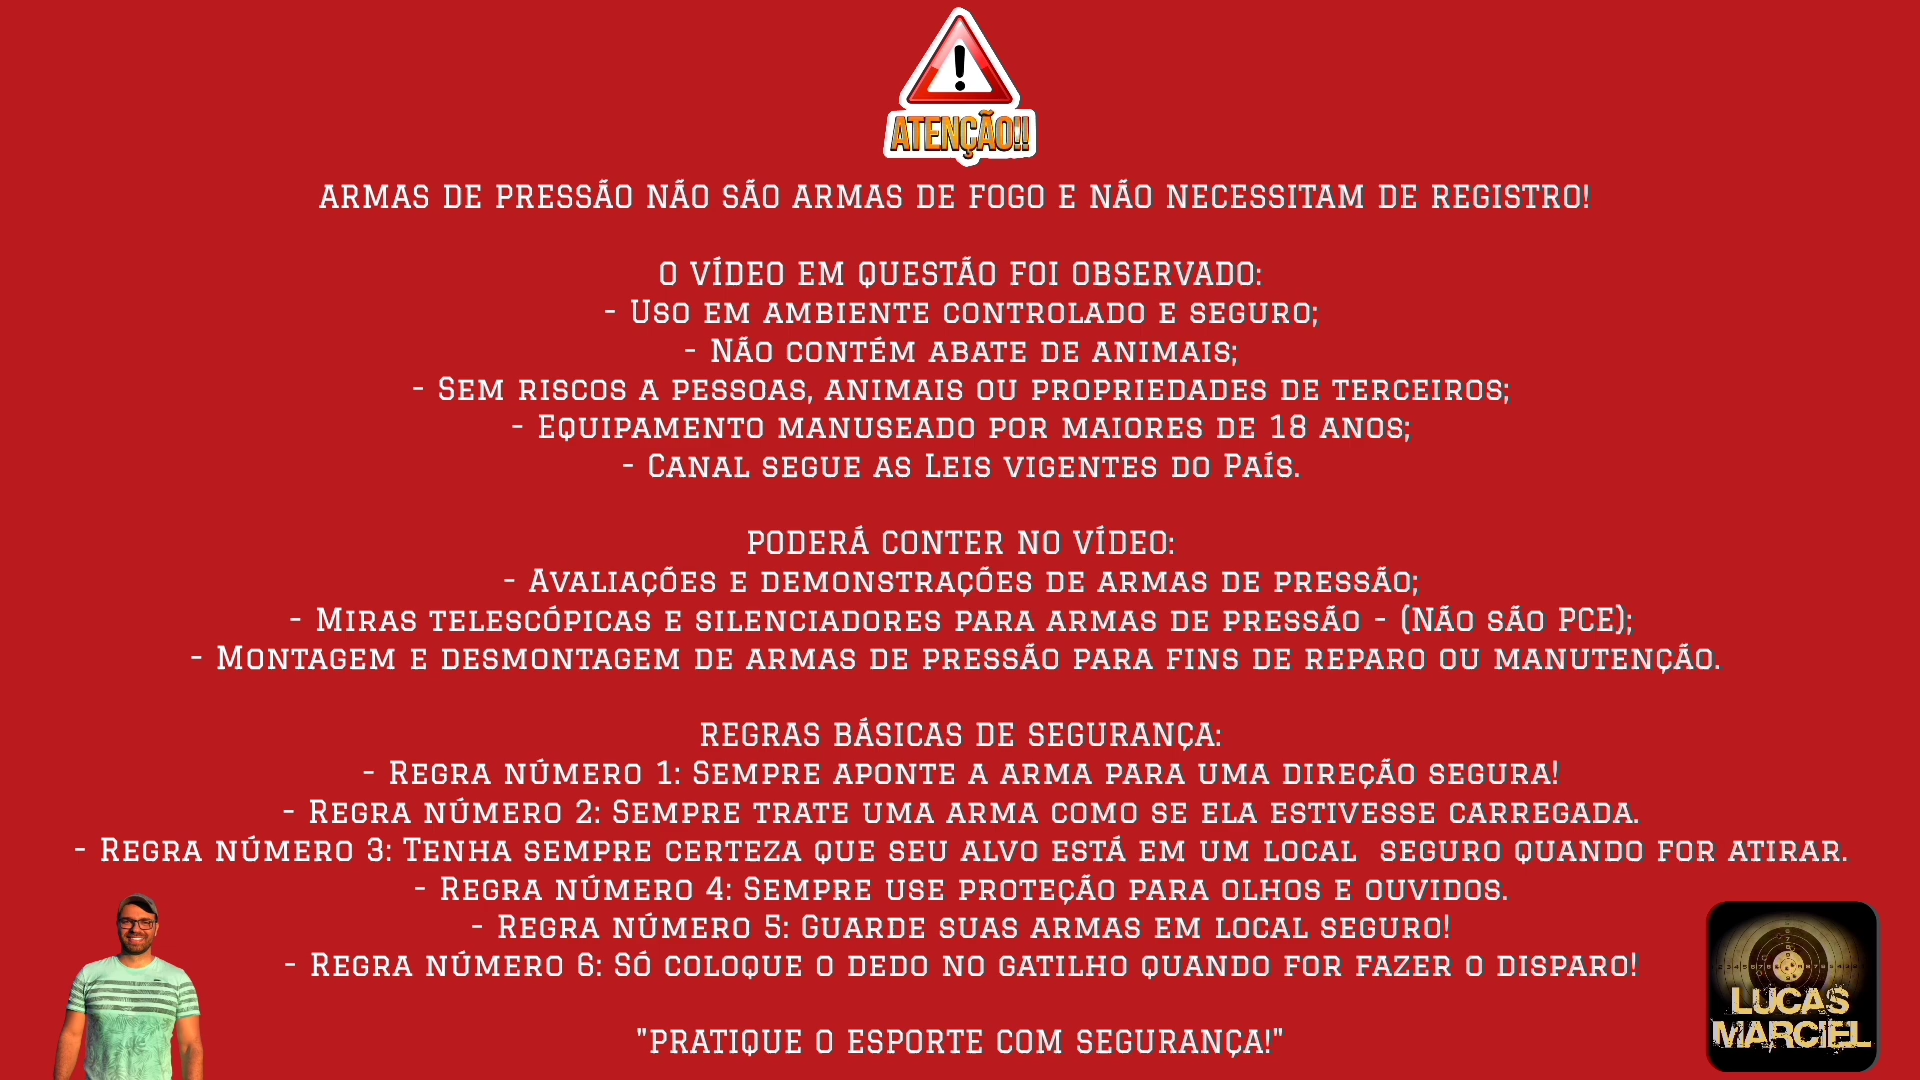 ATENÇÃO!!
ARMAS DE PRESSÃO NÃO SÃO ARMAS DE FOGO E NÃO NECESSITAM DE REGISTRO!
O VÍDEO EM QUESTÃO FOI OBSERVADO:
- Uso em ambiente controlado e seguro;
- Não contém abate de animais;
- Sem riscos a pessoas, animais ou propriedades de terceiros;
- Equipamento manuseado por maiores de 18 anos;
- Canal segue as Leis vigentes do País.
PODERÁ CONTER NO VÍDEO:
- Avaliações e demonstrações de armas de pressão;
- Miras telescópicas e silenciadores para armas de pressão - (Não são PCE);
- Montagem e desmontagem de armas de pressão para fins de reparo ou manutenção.
REGRAS BÁSICAS DE SEGURANÇA:
- Regra número 1: Sempre aponte a arma para uma direção segura!
- Regra número 2: Sempre trate uma arma como se ela estivesse carregada.
- Regra número 3: Tenha sempre certeza que seu alvo está em um local  seguro quando for atirar.
- Regra número 4: Sempre use proteção para olhos e ouvidos.
- Regra número 5: Guarde suas armas em local seguro!
- Regra número 6: Só coloque o dedo no gatilho quando for fazer o disparo!
"PRATIQUE O ESPORTE COM SEGURANÇA!"
LUCAS
MARCIEL